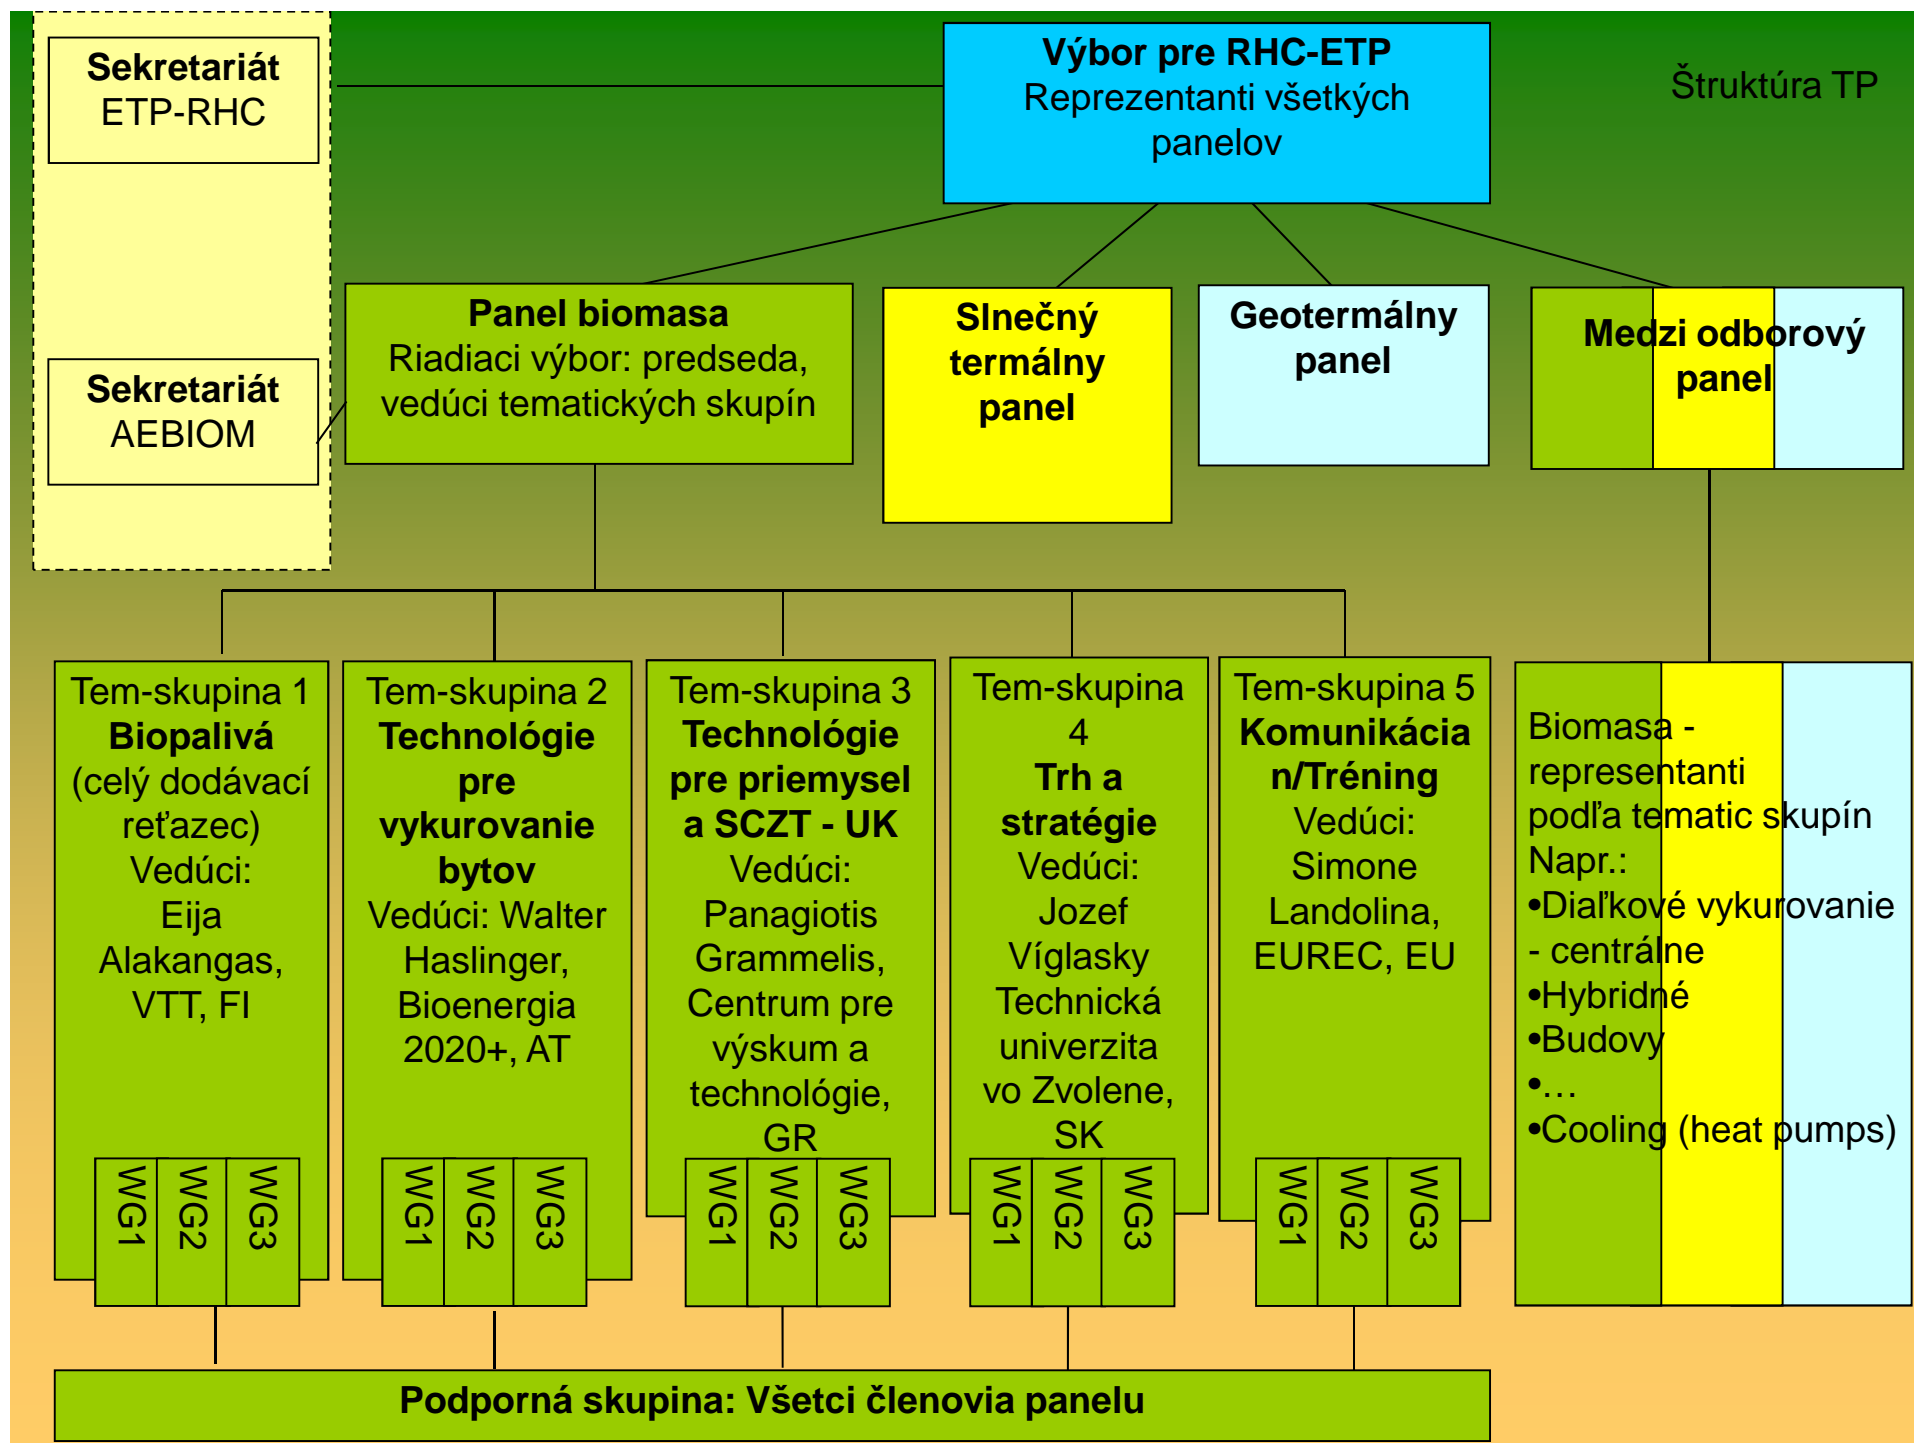 Sekretariát
ETP-RHC
Výbor pre RHC-ETP
Reprezentanti všetkých
panelov
Štruktúra TP
Sekretariát
AEBIOM
Panel biomasa
Riadiaci výbor: predseda,
vedúci tematických skupín
Slnečný
termálny
panel
Geotermálny
panel
Medzi odborový
panel
Tem-skupina 1
Biopalivá
(celý dodávací
reťazec)
Vedúci:
Eija
Alakangas,
VTT, FI
WG1
WG2
WG3
Tem-skupina 2
Technológie
pre
vykurovanie
bytov
Vedúci: Walter
Haslinger,
Bioenergia
2020+, AT
WG1
WG2
WG3
Tem-skupina 3
Technológie
pre priemysel
a SCZT - UK
Vedúci:
Panagiotis
Grammelis,
Centrum pre
výskum a
technológie,
GR
WG1
WG2
WG3
Tem-skupina
4
Trh a
stratégie
Vedúci:
Jozef
Víglasky
Technická
univerzita
vo Zvolene,
SK
WG1
WG2
WG3
Tem-skupina 5
Komunikácia
n/Tréning
Vedúci:
Simone
Landolina,
EUREC, EU
WG1
WG2
WG3
Biomasa -
representanti
podľa tematic skupín
Napr.:
•Diaľkové vykurovanie
- centrálne
•Hybridné
•Budovy
•…
•Cooling (heat pumps)
Podporná skupina: Všetci členovia panelu